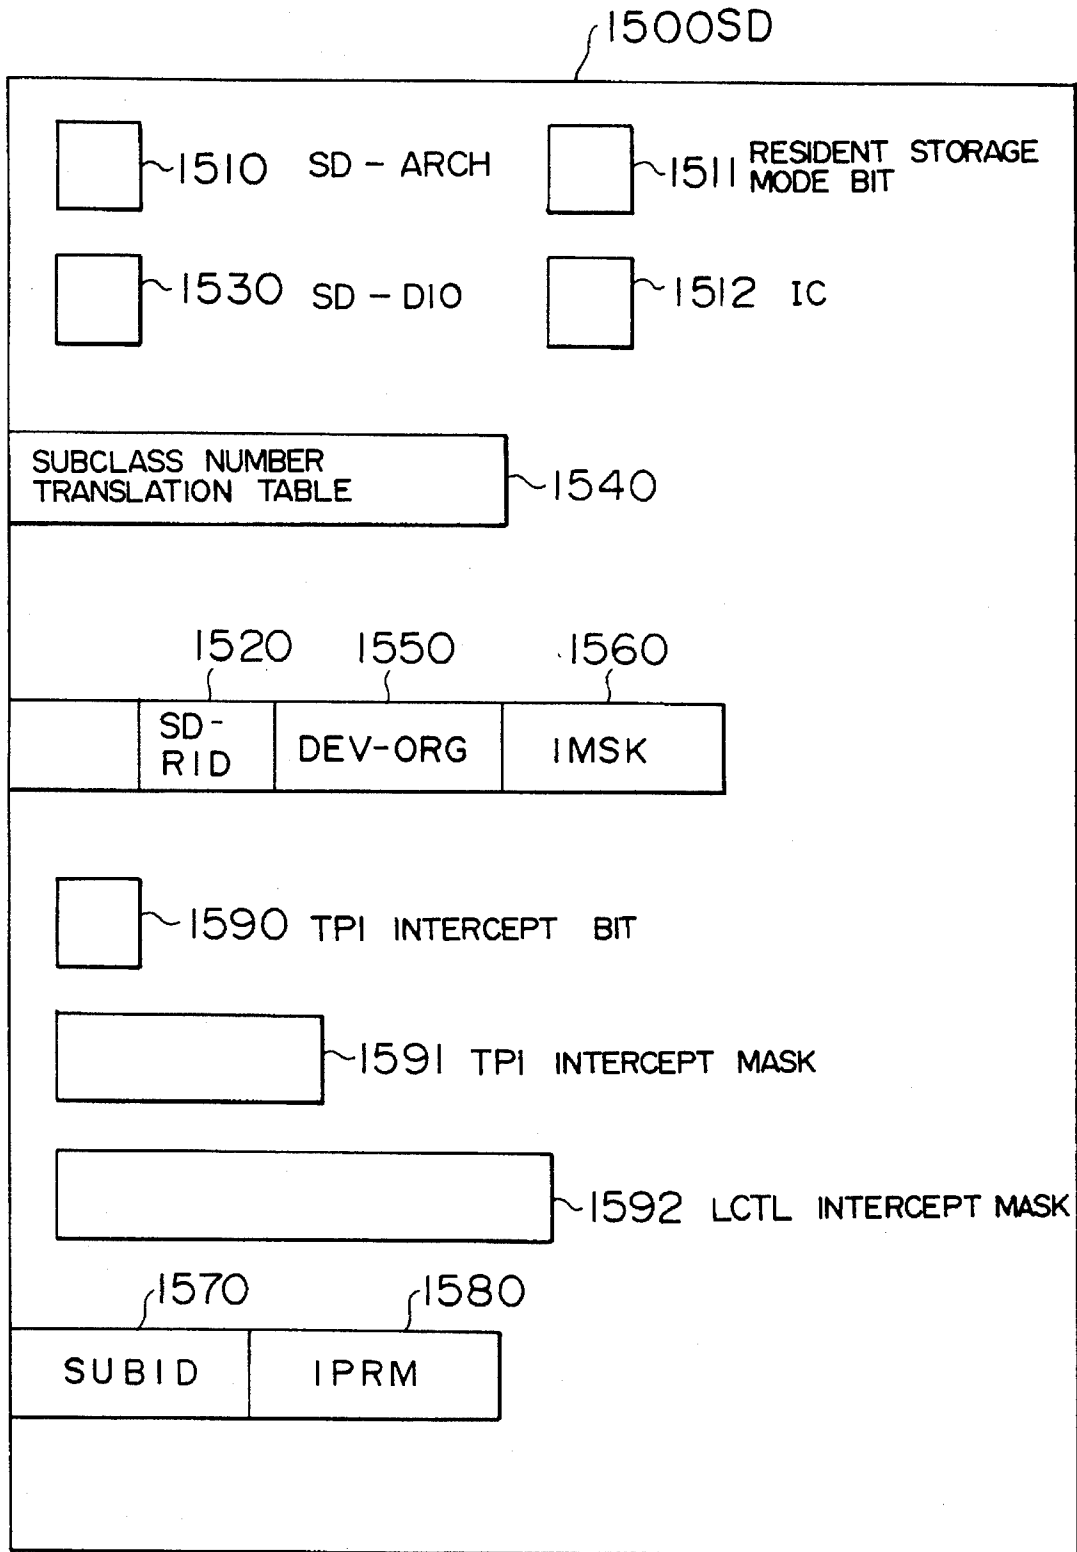 1500SD
1510 SD-ARCH
1511 RESIDENT STORAGE
MODE BIT
1530 SD-DIO
1512 IC
SUBCLASS NUMBER
TRANSLATION TABLE
1540
1520 1550 1560
SD-
RID
DEV-ORG
IMSK
1590 TPI INTERCEPT BIT
1591 TPI INTERCEPT MASK
1592 LCTL INTERCEPT MASK
1570 1580
SUBID IPRM